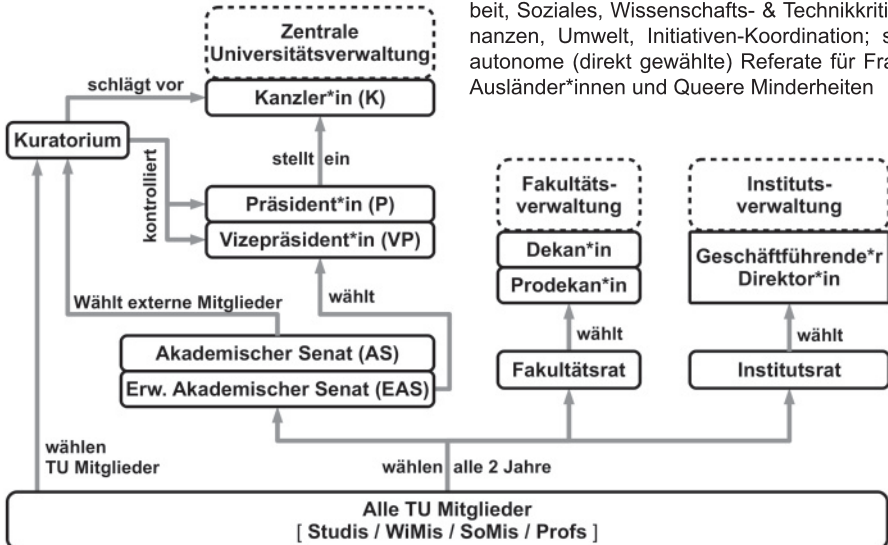 beit, Soziales, Wissenschafts- & Technikkriti
nanzen, Umwelt, Initiativen-Koordination; s
autonome (direkt gewählte) Referate für Fra
Ausländer*innen und Queere Minderheiten
Zentrale
Universitätsverwaltung
schlägt vor
Kanzler*in (K)
Kuratorium
stellt ein
kontrolliert
Präsident*in (P)
Vizepräsident*in (VP)
Fakultäts-
verwaltung
Dekan*in
Prodekan*in
Instituts-
verwaltung
Geschäftführende*r
Direktor*in
Wählt externe Mitglieder
wählt
wählt
wählt
Akademischer Senat (AS)
Erw. Akademischer Senat (EAS)
Fakultätsrat
Institutsrat
wählen
TU Mitglieder
wählen alle 2 Jahre
Alle TU Mitglieder
[ Studis / WiMis / SoMis / Profs ]